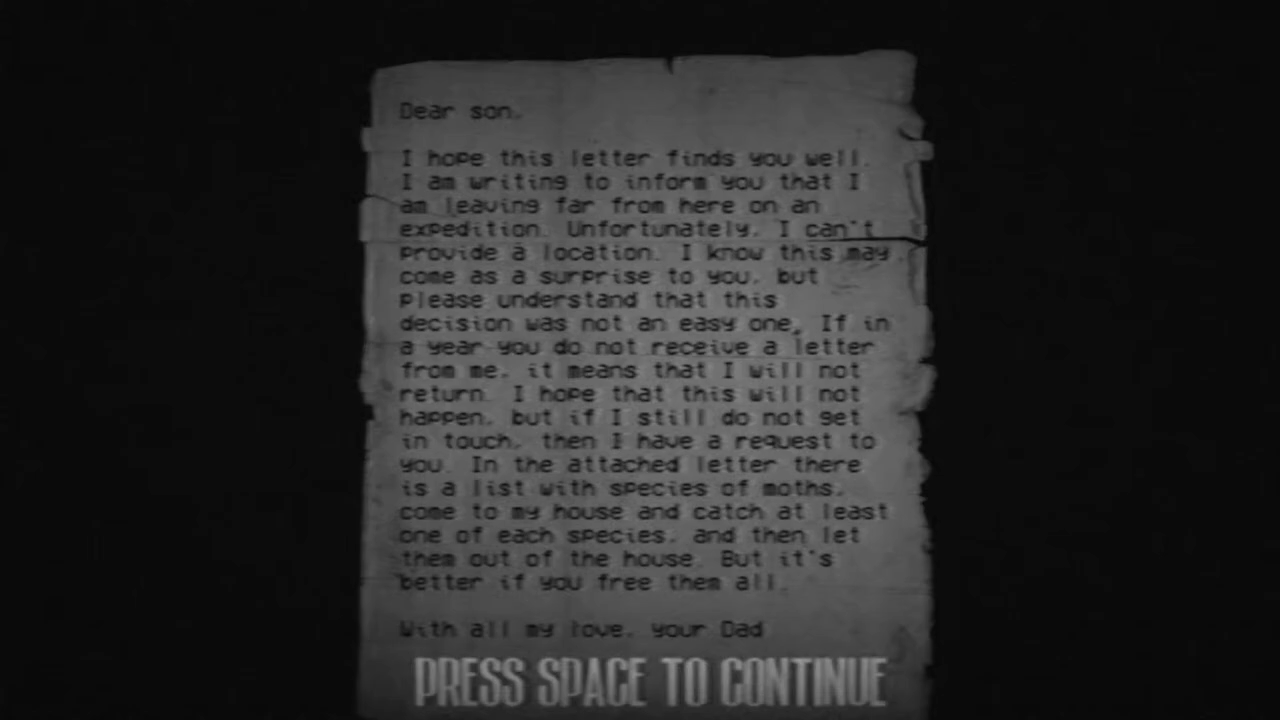 Dear son.
I hope this letter finds you well.
I am writing to inform you that I
am leaving far from here on an
expedition. Unfortunately, I can't
provide a location. I know this may
come as a surprise to you, but
please understand that this
decision was not an easy one, If in
a year you do not receive a letter
from me, it means that I will not
return. I hope that this will not
happen, but if I still do not get
in touch, then I have a request to
you. In the attached letter there
is a list with species of moths,
come to my house and catch at least
one of each species, and then let
them out of the house. But it's
better if you free them all.
With all my love, your Dad
PRESS SPACE TO CONTINUE